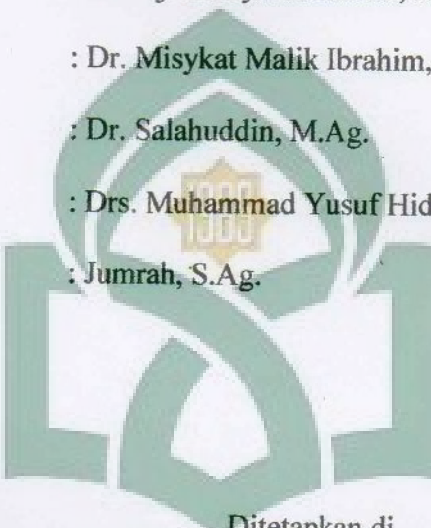 : Dr. Misykat Malik Ibrahim,
: Dr. Salahuddin, M.Ag.
: Drs. Muhammad Yusuf Hid
: Jumrah, S.Ag.
Ditetapkan di